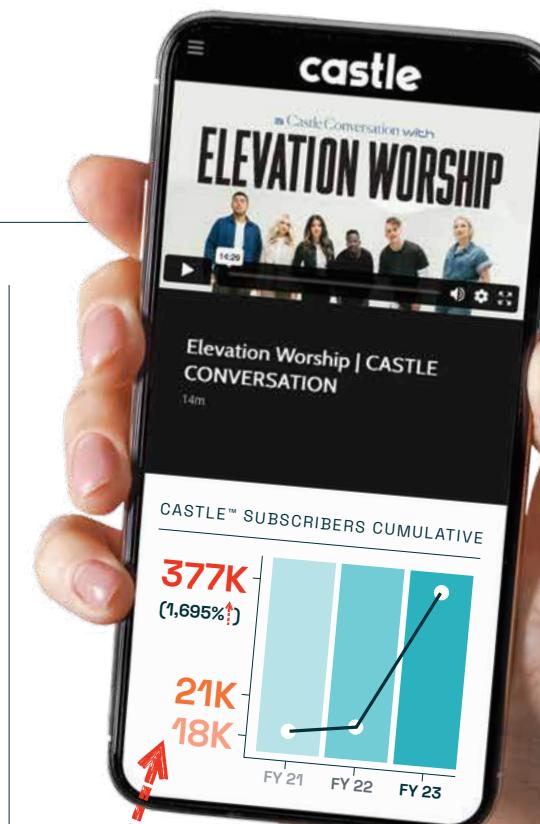 castle
a Castle Conversation with
ELEVATION WORSHIP
14:29
Elevation Worship | CASTLE
CONVERSATION
14m
CASTLE™ SUBSCRIBERS CUMULATIVE
377K
(1,695%)
21K
18K
FY 21
FY 22
FY 23